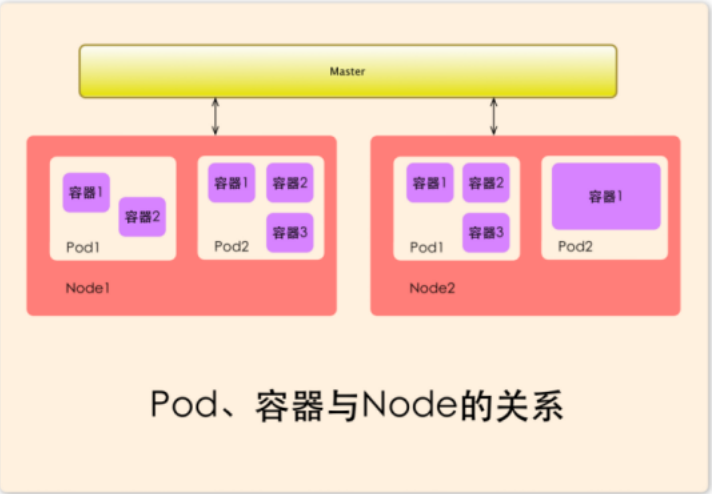 Master
容器1
容器2
Pod1
容器1 容器2
容器3
Pod2
Node1
容器1 容器2
容器3
Pod1
容器1
Pod2
Node2
Pod、容器与Node的关系